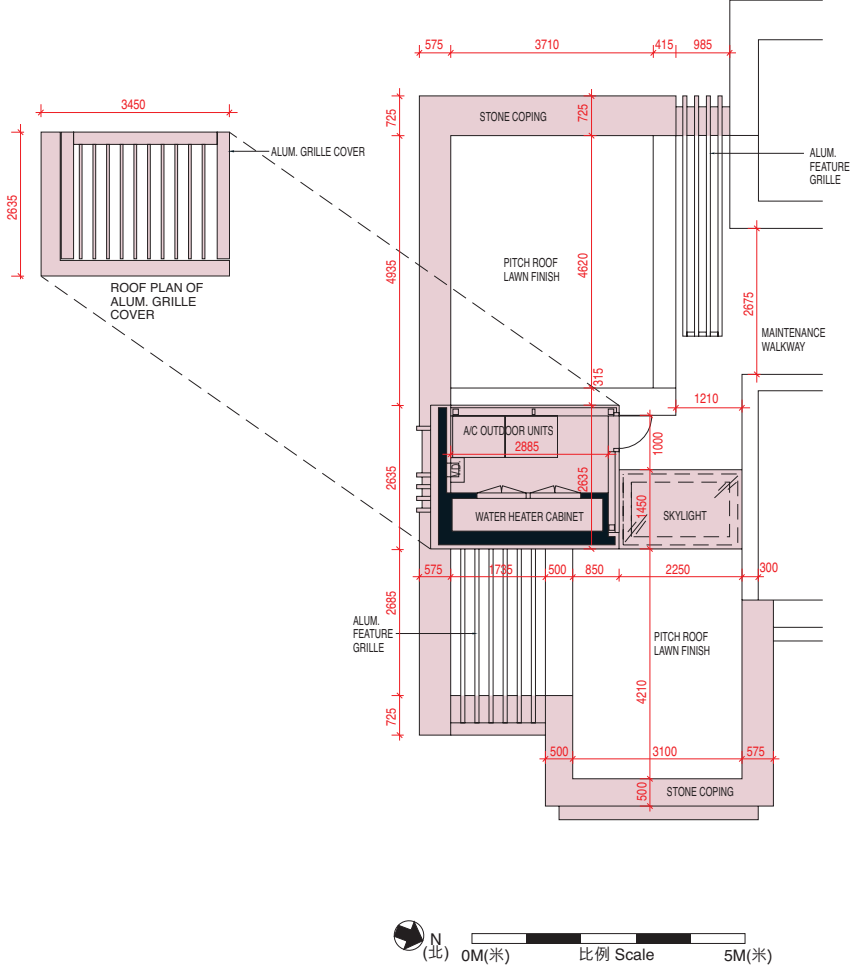 575
3710
415
985
3450
725
STONE COPING
725
ALUM. GRILLE COVER
ALUM.
FEATURE
GRILLE
2635
4935
PITCH ROOF
LAWN FINISH
4620
2675
ROOF PLAN OF
ALUM. GRILLE
COVER
MAINTENANCE
WALKWAY
315
1210
A/C OUTDOOR UNITS
2885
1000
2635
2635
1450
WATER HEATER CABINET
SKYLIGHT
575
1735
500
850
2250
300
2685
ALUM.
FEATURE
GRILLE
PITCH ROOF
LAWN FINISH
4210
725
500
3100
575
500
STONE COPING
N
(北)
0M(米)
比例 Scale
5M(米)